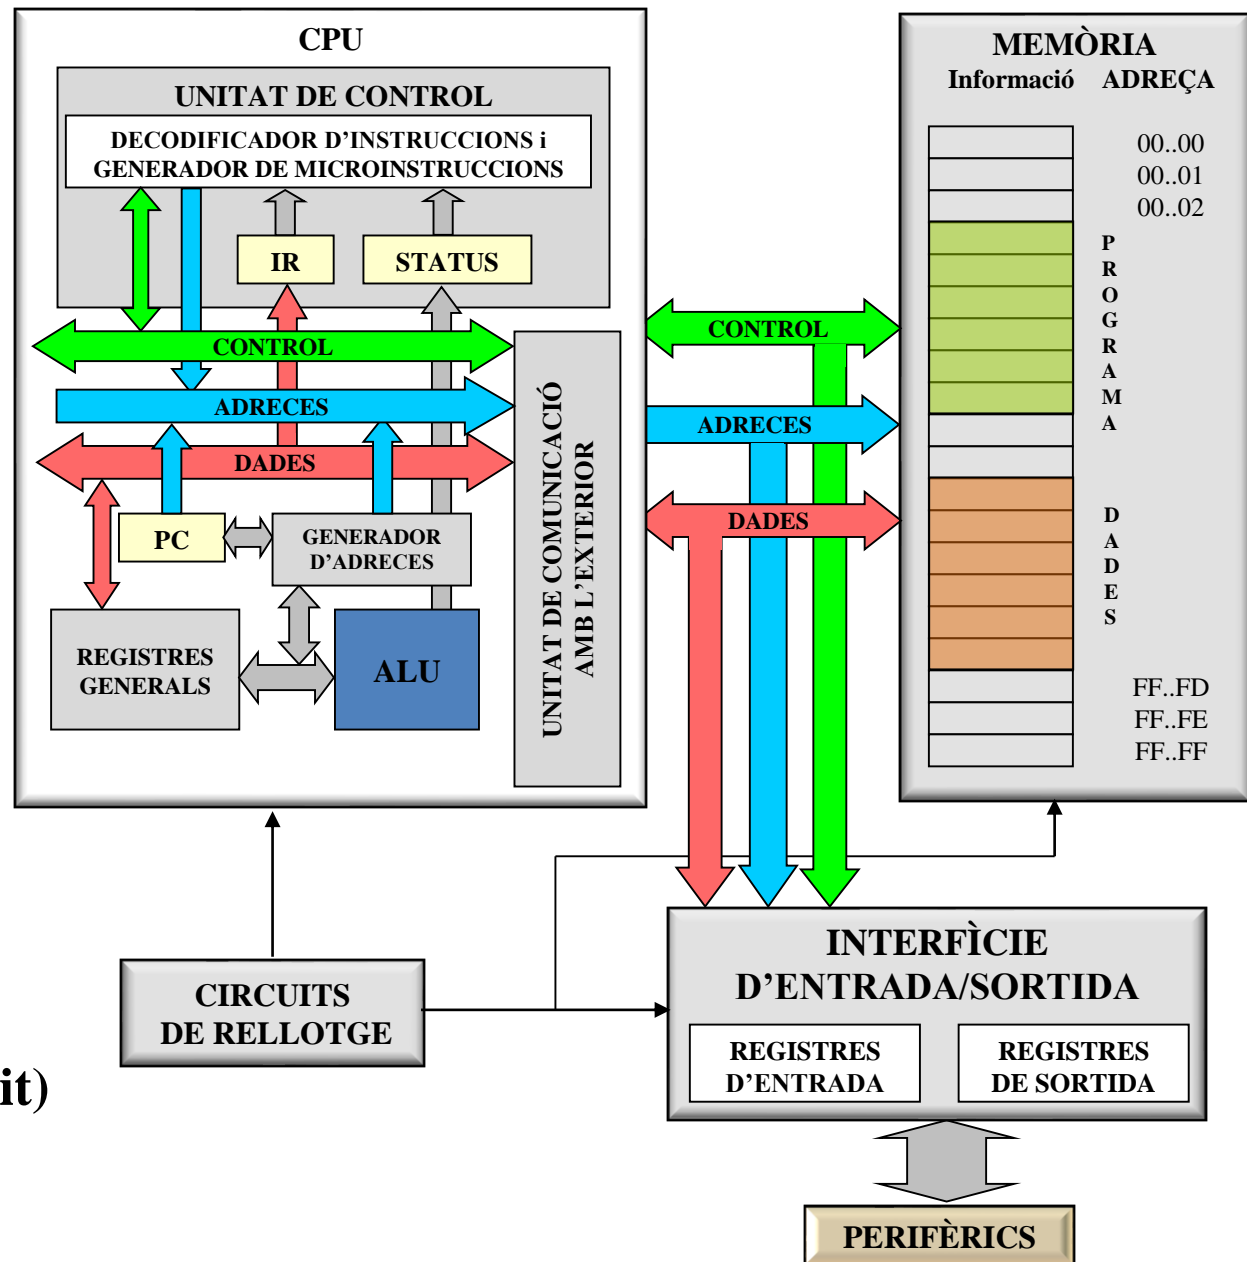 CPU
UNITAT DE CONTROL
DECODIFICADOR D’INSTRUCCIONS i
GENERADOR DE MICROINSTRUCCIONS
IR
STATUS
CONTROL
ADRECES
DADES
PC
GENERADOR
D’ADRECES
REGISTRES
GENERALS
ALU
UNITAT DE COMUNICACIÓ
AMB L’EXTERIOR
CONTROL
ADRECES
DADES
MEMÒRIA
Informació ADREÇA
00..00
00..01
00..02
PROGRAMA
DADES
FF..FD
FF..FE
FF..FF
CIRCUITS
DE RELLOTGE
it)
INTERFÌCIE
D’ENTRADA/SORTIDA
REGISTRES
D’ENTRADA
REGISTRES
DE SORTIDA
PERIFÈRICS